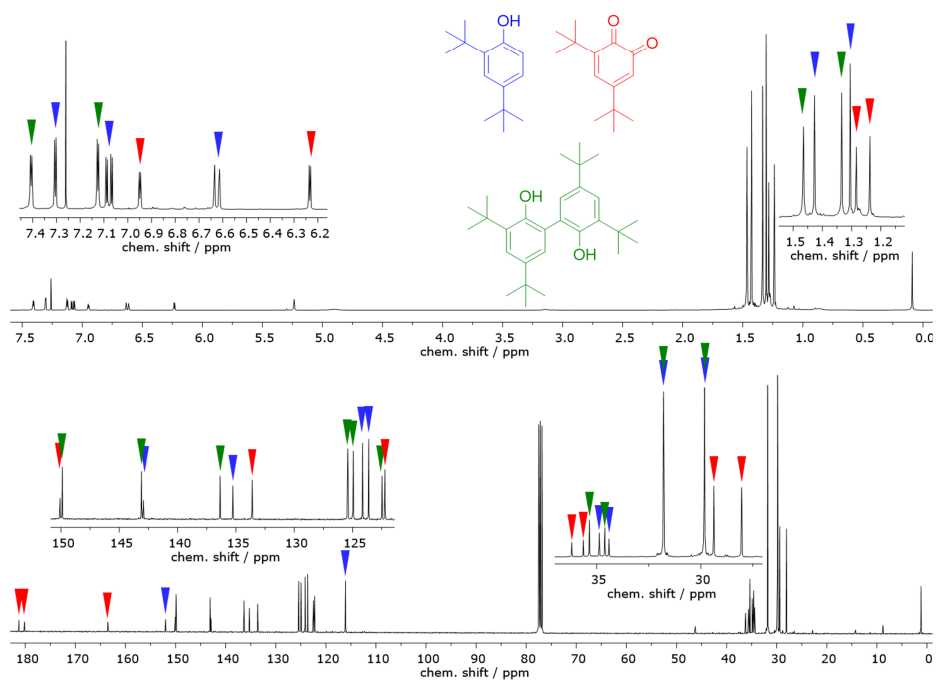 OH
O
O
7.4 7.3 7.2 7.1 7.0 6.9 6.8 6.7 6.6 6.5 6.4 6.3 6.2
chem. shift / ppm
1.5 1.4 1.3 1.2
chem. shift / ppm
OH
OH
7.5 7.0 6.5 6.0 5.5 5.0 4.5 4.0 3.5 3.0 2.5 2.0 1.5 1.0 0.5 0.0
chem. shift / ppm
150 145 140 135 130 125
chem. shift / ppm
35 30
chem. shift / ppm
180 170 160 150 140 130 120 110 100 90 80 70 60 50 40 30 20 10 0
chem. shift / ppm